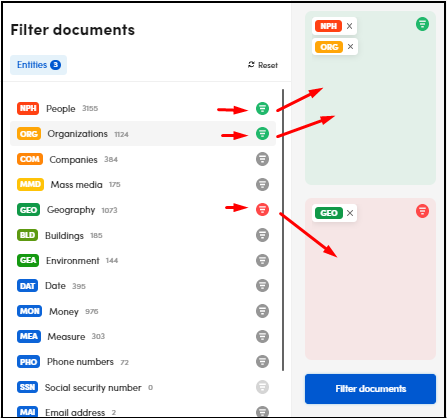 Filter documents
Entities 3
Reset
NPH People 3155
ORG Organizations 1124
COM Companies 384
MMD Mass media 175
GEO Geography 1073
BLD Buildings 185
GEA Environment 144
DAT Date 395
MON Money 976
MEA Measure 303
PHO Phone numbers 72
SSN Social security number 0
MAI Email address 2
NPH X
ORG X
GEO X
Filter documents